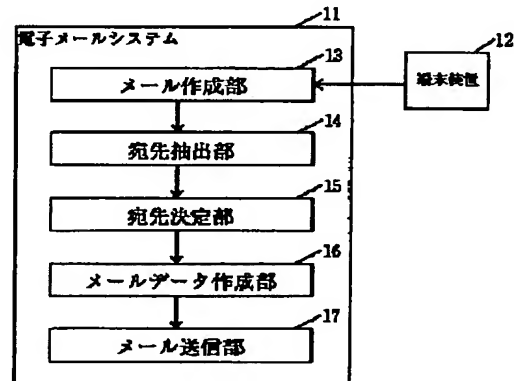 11
電子メールシステム
12
13
メール作成部
端末装置
14
宛先抽出部
15
宛先決定部
16
メールデータ作成部
17
メール送信部